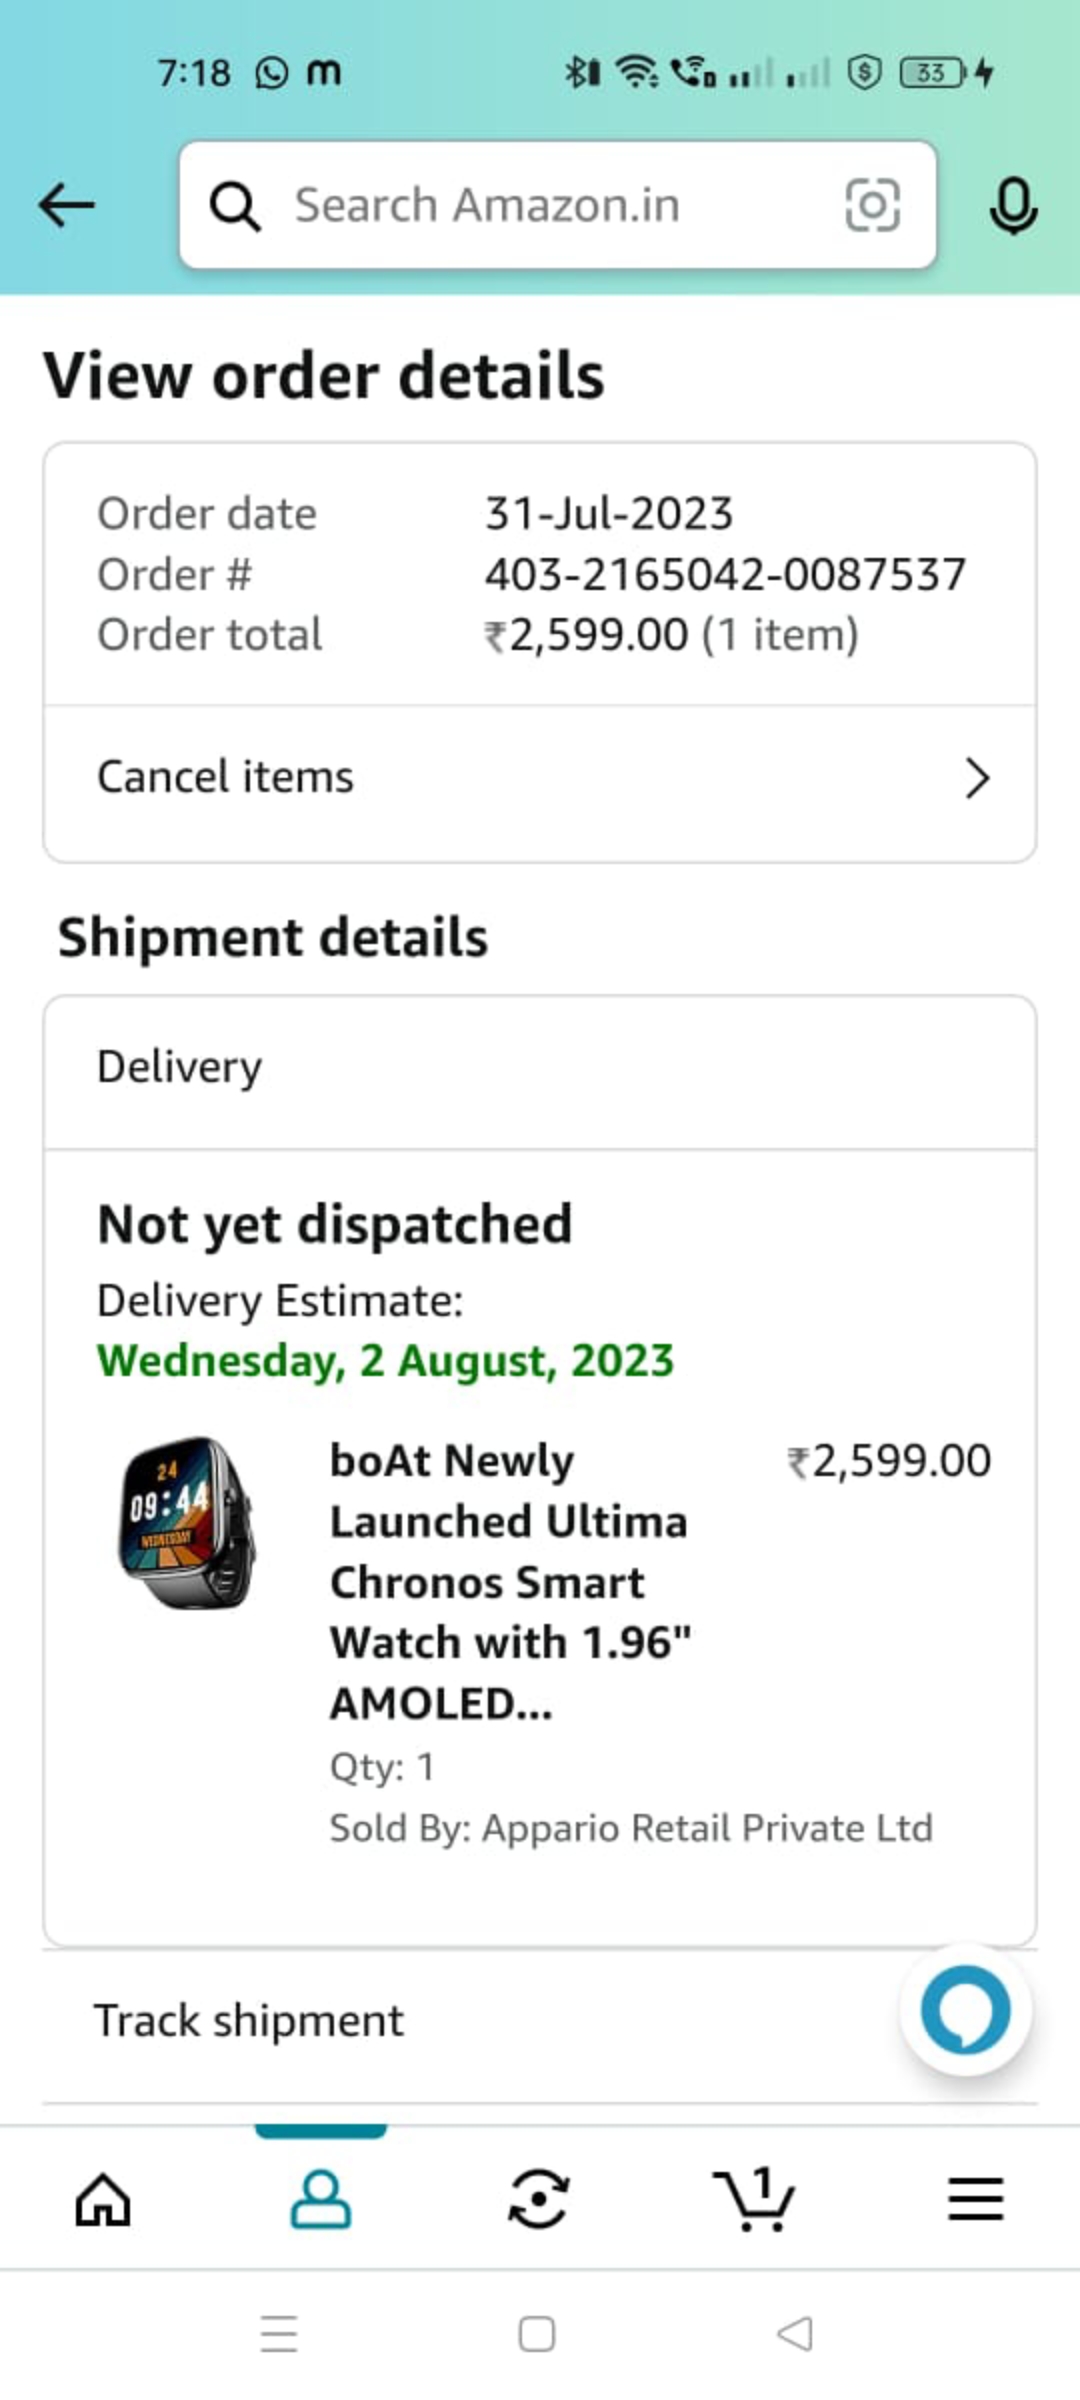 7:18 m 33
Search Amazon.in
View order details
Order date 31-Jul-2023
Order # 403-2165042-0087537
Order total ₹2,599.00 (1 item)
Cancel items
Shipment details
Delivery
Not yet dispatched
Delivery Estimate:
Wednesday, 2 August, 2023
24
09:44
WEDNESDAY
boAt Newly ₹2,599.00
Launched Ultima
Chronos Smart
Watch with 1.96"
AMOLED...
Qty: 1
Sold By: Appario Retail Private Ltd
Track shipment
1